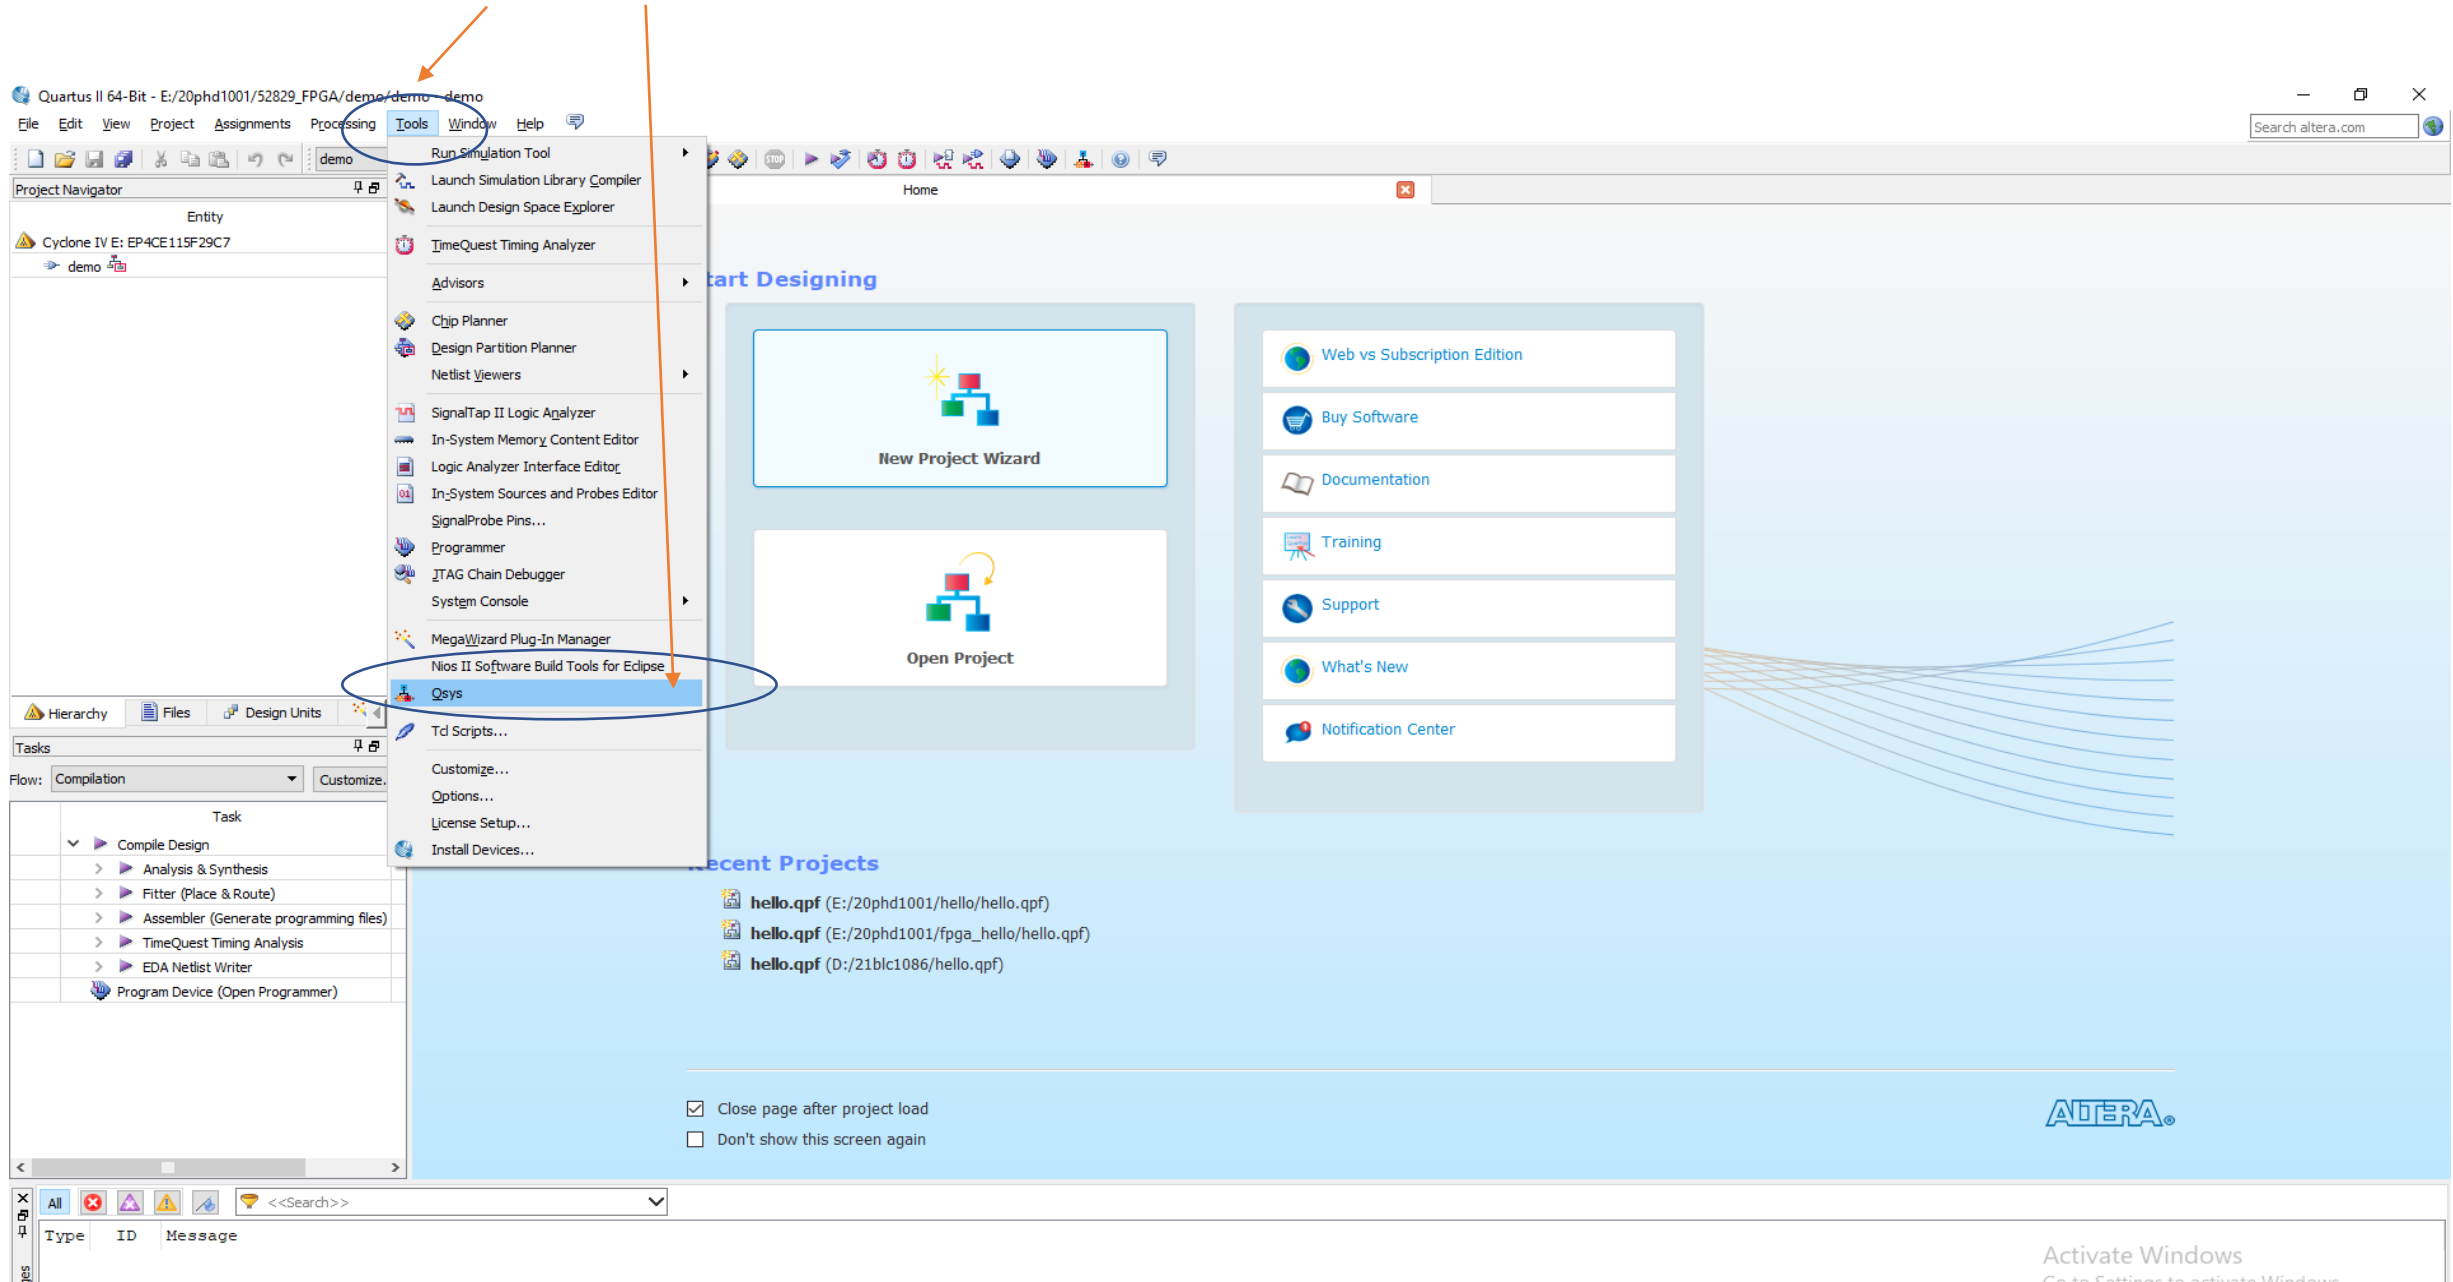 Quartus II 64-Bit - E:/20phd1001/52829_FPGA/demo/demo - demo
File Edit View Project Assignments Processing Tools Window Help
Search altera.com
demo
STOP
Project Navigator
Home
Entity
Cyclone IV E: EP4CE115F29C7
demo
Run Simulation Tool
Launch Simulation Library Compiler
Launch Design Space Explorer
TimeQuest Timing Analyzer
Advisors
Chip Planner
Design Partition Planner
Netlist Viewers
SignalTap II Logic Analyzer
In-System Memory Content Editor
Logic Analyzer Interface Editor
In-System Sources and Probes Editor
SignalProbe Pins...
Programmer
JTAG Chain Debugger
System Console
MegaWizard Plug-In Manager
Nios II Software Build Tools for Eclipse
Qsys
Tcl Scripts...
Customize...
Options...
License Setup...
Install Devices...
tart Designing
New Project Wizard
Open Project
Web vs Subscription Edition
Buy Software
Documentation
Training
Support
What's New
Notification Center
Hierarchy Files Design Units
Tasks
Flow: Compilation Customize.
Task
Compile Design
Analysis & Synthesis
Fitter (Place & Route)
Assembler (Generate programming files)
TimeQuest Timing Analysis
EDA Netlist Writer
Program Device (Open Programmer)
ecent Projects
hello.qpf (E:/20phd1001/hello/hello.qpf)
hello.qpf (E:/20phd1001/fpga_hello/hello.qpf)
hello.qpf (D:/21blc1086/hello.qpf)
Close page after project load
Don't show this screen again
ALTERA®
All <<Search>>
Type ID Message
Activate Windows
Go to Settings to activate Windows